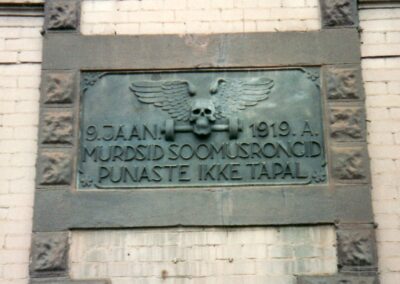 9. JAAN. 1919. A.
MURDSID SOOMUSRONGID
PUNASTE IKKE TAPAL